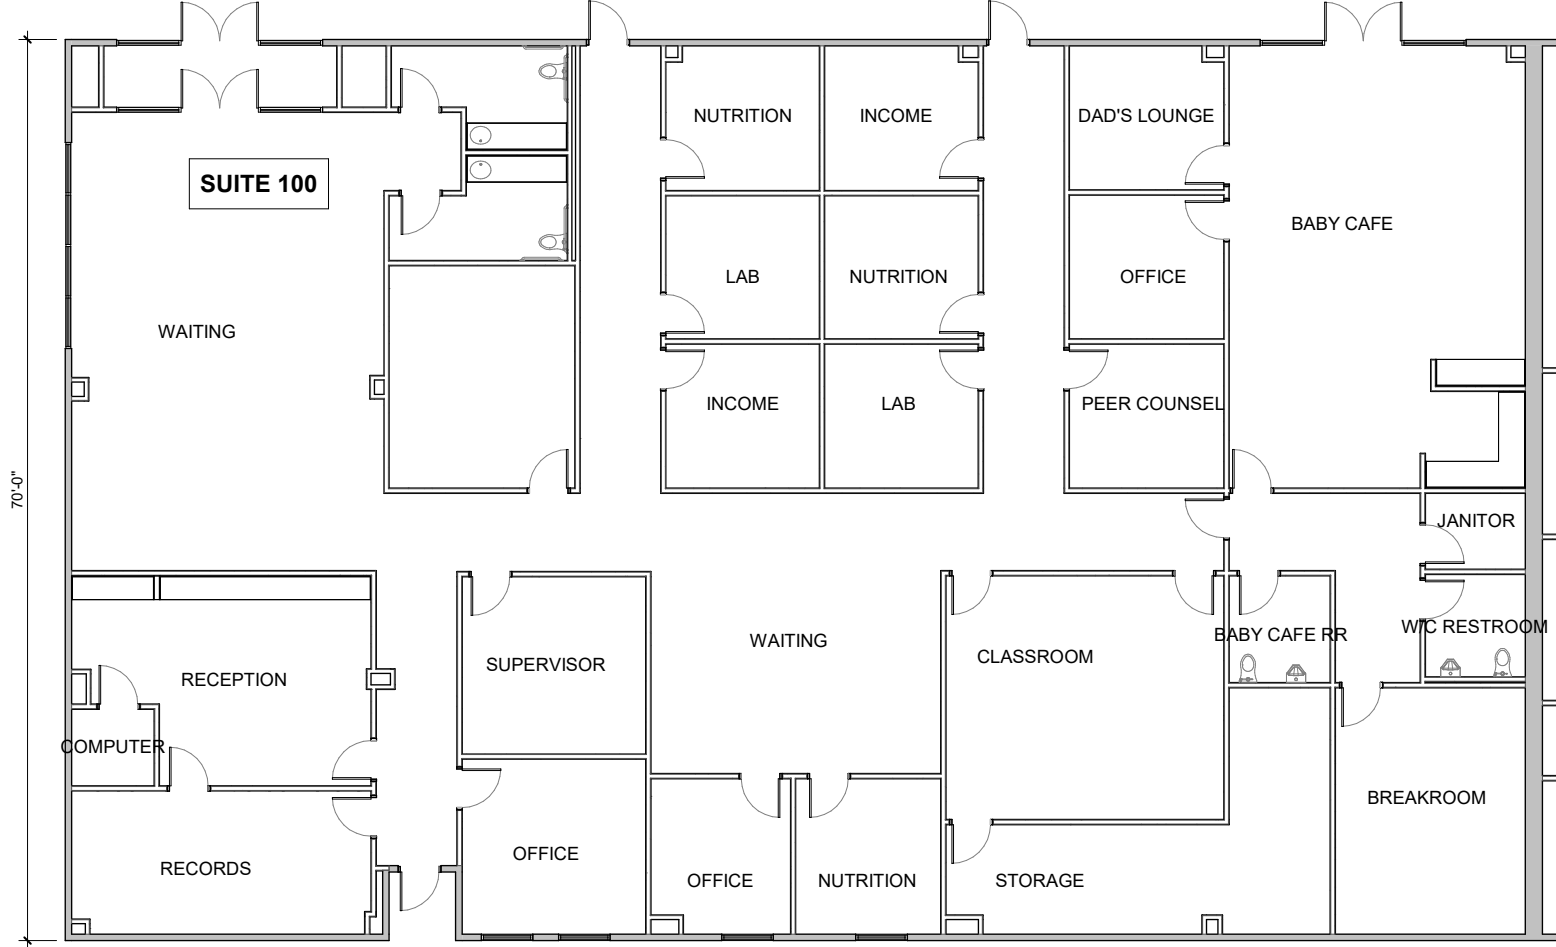 NUTRITION
INCOME
DAD'S LOUNGE
SUITE 100
BABY CAFE
LAB
NUTRITION
OFFICE
WAITING
INCOME
LAB
PEER COUNSEL
70'-0"
JANITOR
BABY CAFE RR
W/C RESTROOM
WAITING
CLASSROOM
SUPERVISOR
RECEPTION
COMPUTER
BREAKROOM
OFFICE
RECORDS
OFFICE
NUTRITION
STORAGE